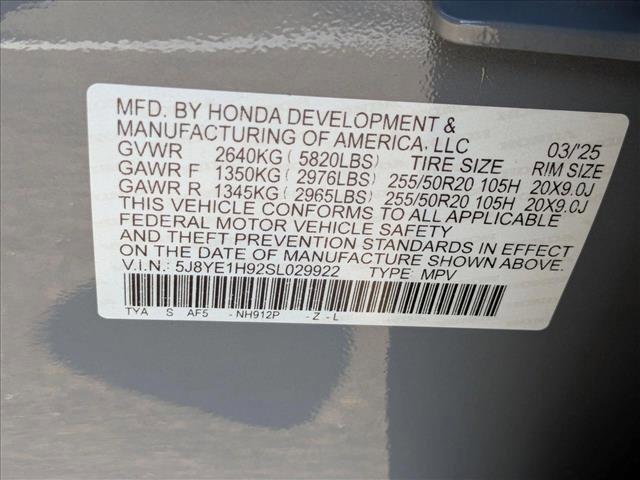 MFD. BY HONDA DEVELOPMENT &
MANUFACTURING OF AMERICA, LLC 03/'25
GVWR 2640KG (5820LBS) TIRE SIZE RIM SIZE
GAWR F 1350KG (2976LBS) 255/50R20 105H 20X9.0J
GAWR R 1345KG (2965LBS) 255/50R20 105H 20X9.0J
THIS VEHICLE CONFORMS TO ALL APPLICABLE
FEDERAL MOTOR VEHICLE SAFETY
AND THEFT PREVENTION STANDARDS IN EFFECT
ON THE DATE OF MANUFACTURE SHOWN ABOVE.
V.I.N.: 5J8YE1H92SL029922 TYPE: MPV
TYA S AF5 -NH912P -Z-L